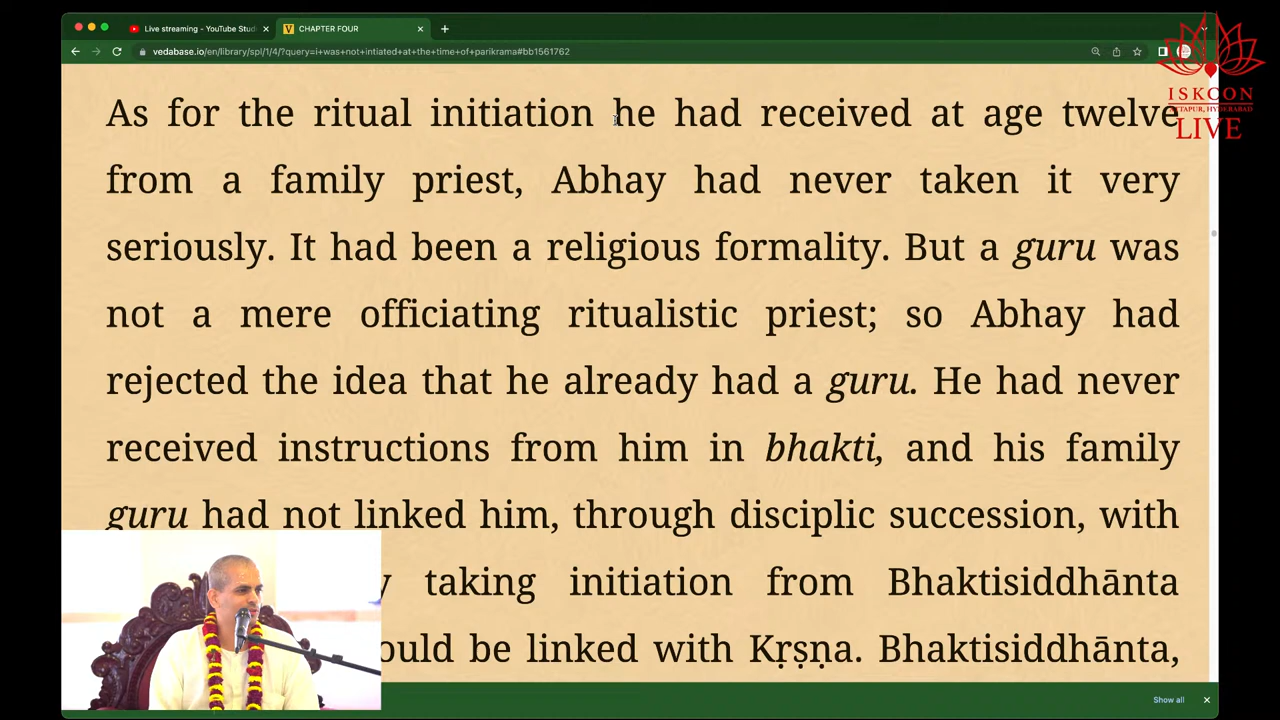 Live streaming - YouTube Stud
CHAPTER FOUR
vedabase.io/en/library/spl/1/4/?query=i+was+not+intiated+at+the+time+of+parikrama#bb1561762
ISKCON
ATTAPUR, HYDERABAD
LIVE
As for the ritual initiation he had received at age twelve
from a family priest, Abhay had never taken it very
seriously. It had been a religious formality. But a guru was
not a mere officiating ritualistic priest; so Abhay had
rejected the idea that he already had a guru. He had never
received instructions from him in bhakti, and his family
guru had not linked him, through disciplic succession, with
taking initiation from Bhaktisiddhānta
ould be linked with Kṛṣṇa. Bhaktisiddhānta,
Show all